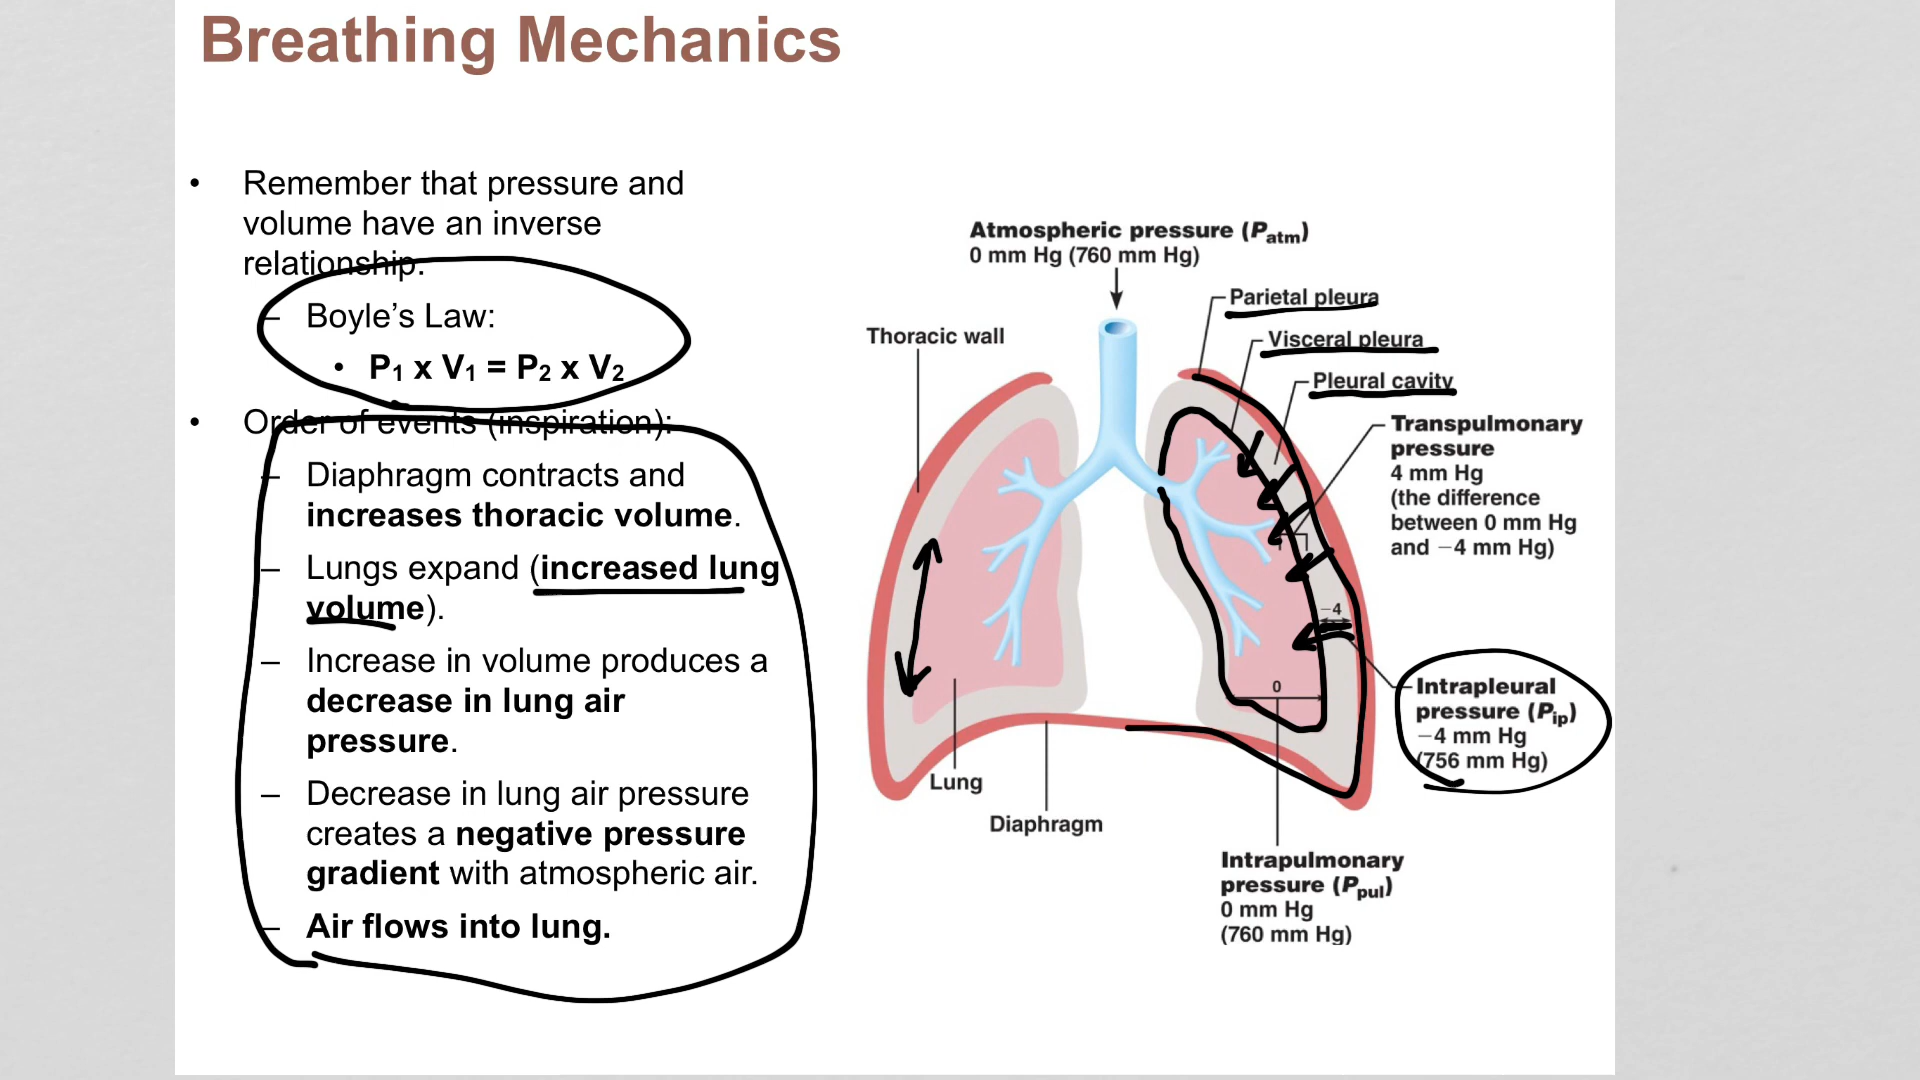 Breathing Mechanics
• Remember that pressure and
volume have an inverse
relationship.
– Boyle's Law:
• P₁ x V₁ = P₂ x V₂
• Order of events (inspiration):
– Diaphragm contracts and
increases thoracic volume.
– Lungs expand (increased lung
volume).
– Increase in volume produces a
decrease in lung air
pressure.
– Decrease in lung air pressure
creates a negative pressure
gradient with atmospheric air.
– Air flows into lung.
Atmospheric pressure (Patm)
0 mm Hg (760 mm Hg)
Parietal pleura
Thoracic wall
Visceral pleura
Pleural cavity
Transpulmonary
pressure
4 mm Hg
(the difference
between 0 mm Hg
and −4 mm Hg)
−4
0
Intrapleural
pressure (Pip)
−4 mm Hg
(756 mm Hg)
Lung
Diaphragm
Intrapulmonary
pressure (Ppul)
0 mm Hg
(760 mm Hg)